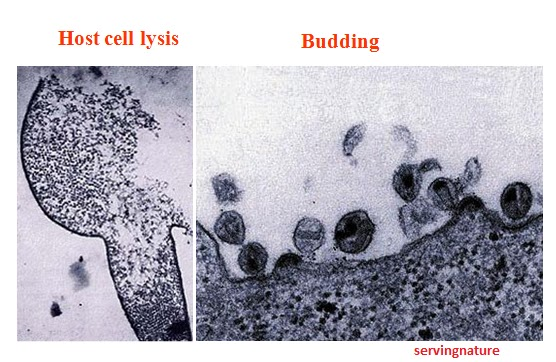 Host cell lysis
Budding
servingnature